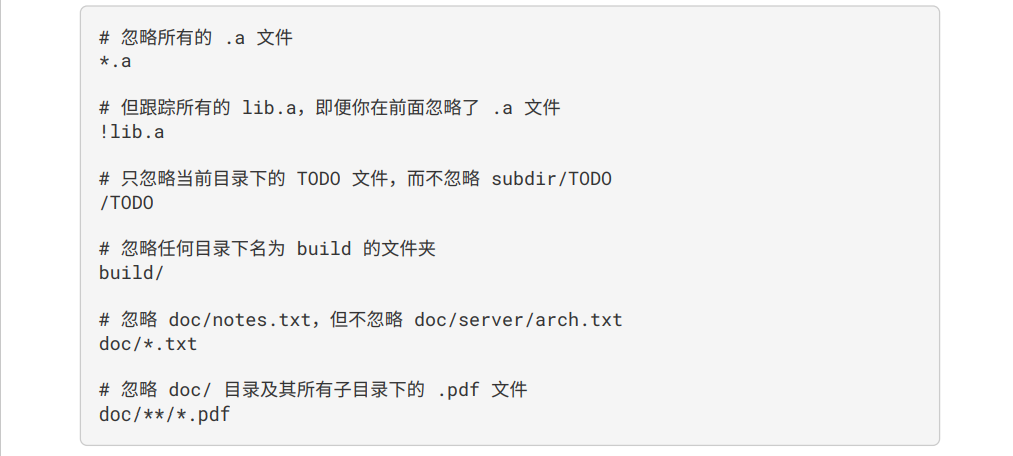 # 忽略所有的 .a 文件
*.a
# 但跟踪所有的 lib.a，即便你在前面忽略了 .a 文件
!lib.a
# 只忽略当前目录下的 TODO 文件，而不忽略 subdir/TODO
/TODO
# 忽略任何目录下名为 build 的文件夹
build/
# 忽略 doc/notes.txt，但不忽略 doc/server/arch.txt
doc/*.txt
# 忽略 doc/ 目录及其所有子目录下的 .pdf 文件
doc/**/*.pdf